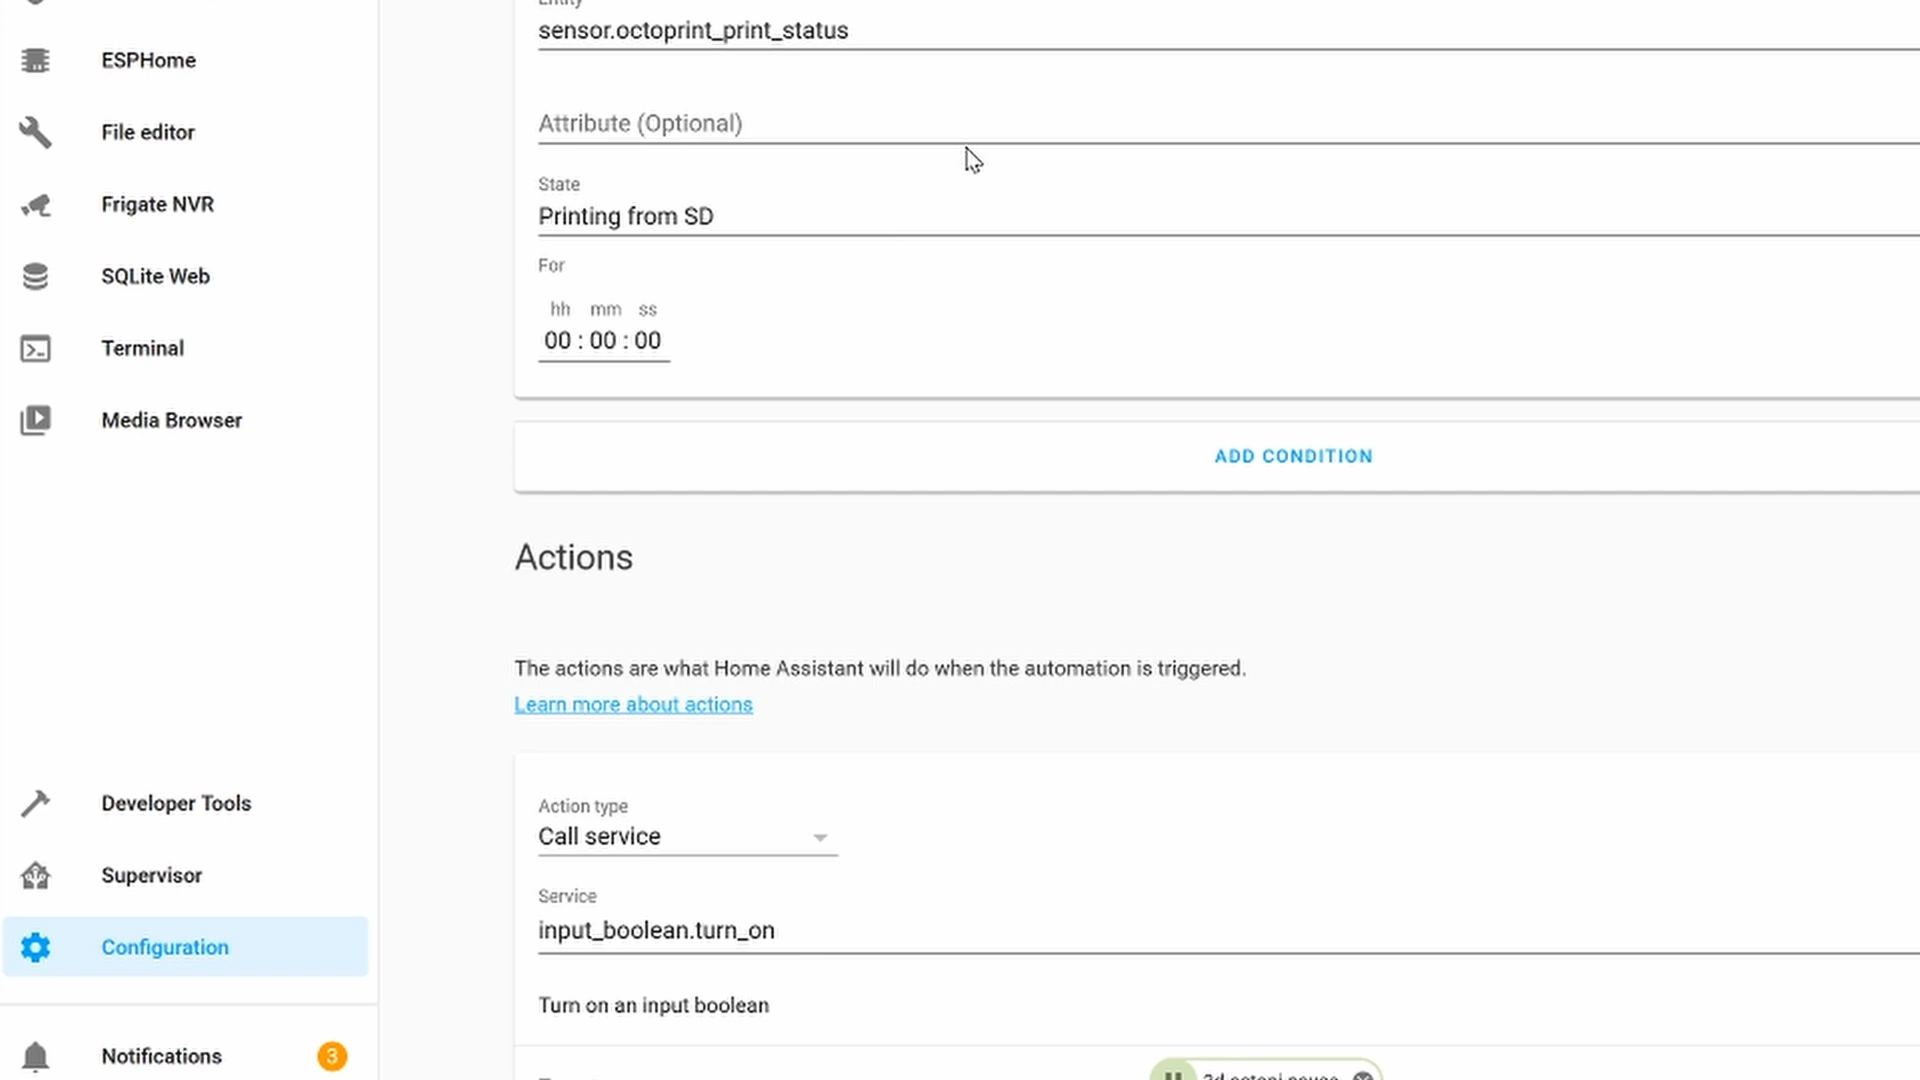 ESPHome
File editor
Frigate NVR
SQLite Web
Terminal
Media Browser
Developer Tools
Supervisor
Configuration
Notifications
3
Entity
sensor.octoprint_print_status
Attribute (Optional)
State
Printing from SD
For
hh mm ss
00 : 00 : 00
ADD CONDITION
Actions
The actions are what Home Assistant will do when the automation is triggered.
Learn more about actions
Action type
Call service
Service
input_boolean.turn_on
Turn on an input boolean